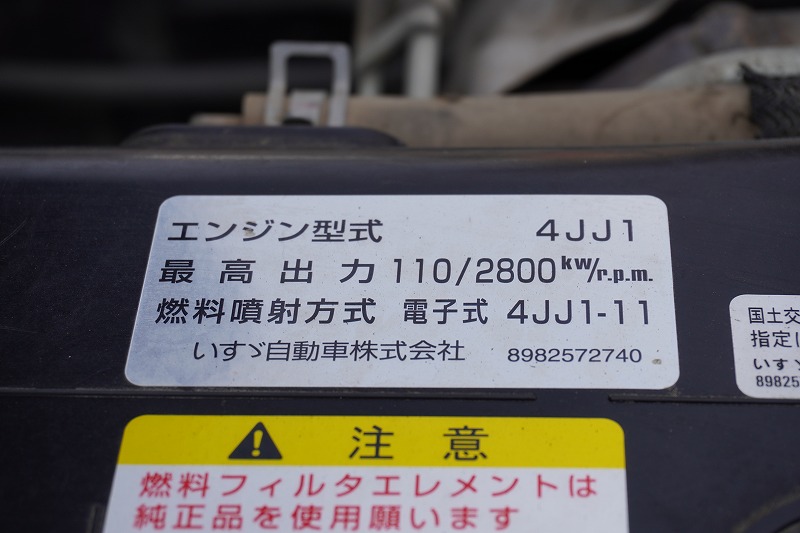 エンジン型式 4JJ1
最高出力 110/2800kW/r.p.m.
燃料噴射方式 電子式 4JJ1-11
いすゞ自動車株式会社 8982572740
国土交
指定
いすゞ
89825
注意
燃料フィルタエレメントは
純正品を使用願います